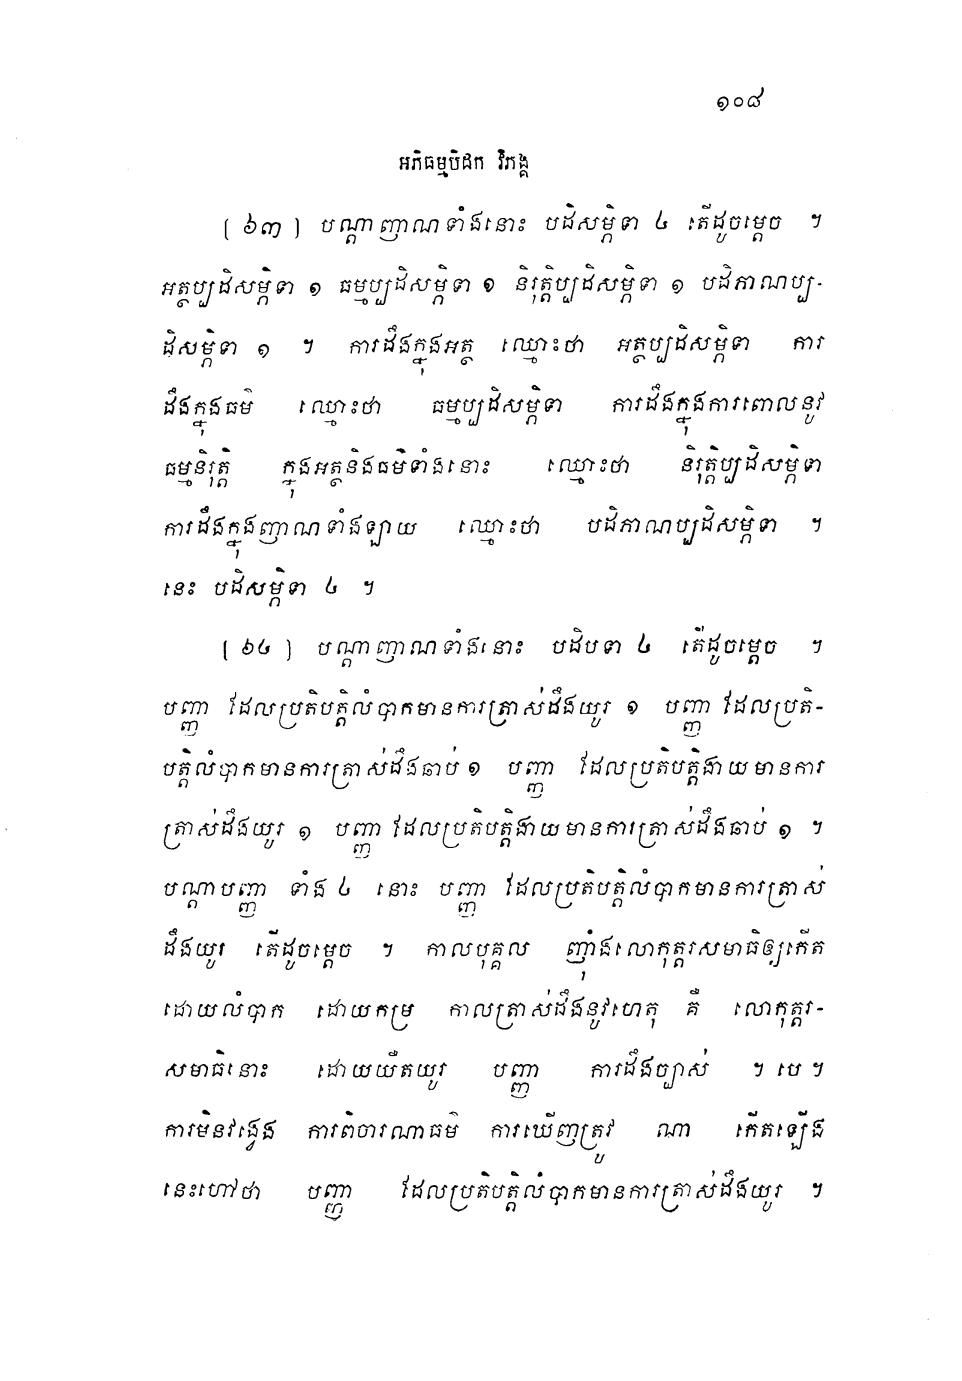 ១០៨
អភិធម្មបិដក វិភង្គ
( ៦៣ ) បណ្ដាញាណទាំងនោះ បដិសម្ភិទា ៤ តើដូចម្ដេច ។
អត្ថប្បដិសម្ភិទា ១ ធម្មប្បដិសម្ភិទា ១ និរុត្តិប្បដិសម្ភិទា ១ បដិភាណប្ប-
ដិសម្ភិទា ១ ។ ការដឹងក្នុងអត្ថ ឈ្មោះថា អត្ថប្បដិសម្ភិទា ការ
ដឹងក្នុងធម៌ ឈ្មោះថា ធម្មប្បដិសម្ភិទា ការដឹងក្នុងការពោលនូវ
ធម្មនិរុត្តិ ក្នុងអត្ថនិងធម៌ទាំងនោះ ឈ្មោះថា និរុត្តិប្បដិសម្ភិទា
ការដឹងក្នុងញាណទាំងឡាយ ឈ្មោះថា បដិភាណប្បដិសម្ភិទា ។
នេះ បដិសម្ភិទា ៤ ។
( ៦៤ ) បណ្ដាញាណទាំងនោះ បដិបទា ៤ តើដូចម្ដេច ។
បញ្ញា ដែលប្រតិបត្តិលំបាកមានការត្រាស់ដឹងយូរ ១ បញ្ញា ដែលប្រតិ-
បត្តិលំបាកមានការត្រាស់ដឹងឆាប់ ១ បញ្ញា ដែលប្រតិបត្តិងាយមានការ
ត្រាស់ដឹងយូរ ១ បញ្ញា ដែលប្រតិបត្តិងាយមានការត្រាស់ដឹងឆាប់ ១ ។
បណ្ដាបញ្ញា ទាំង ៤ នោះ បញ្ញា ដែលប្រតិបត្តិលំបាកមានការត្រាស់
ដឹងយូរ តើដូចម្ដេច ។ កាលបុគ្គល ញ៉ាំងលោកុត្តរសមាធិឲ្យកើត
ដោយលំបាក ដោយកម្រ កាលត្រាស់ដឹងនូវហេតុ គឺ លោកុត្តរ-
សមាធិនោះ ដោយយឺតយូរ បញ្ញា ការដឹងច្បាស់ ។ បេ ។
ការមិនវង្វេង ការពិចារណាធម៌ ការឃើញត្រូវ ណា កើតឡើង
នេះហៅថា បញ្ញា ដែលប្រតិបត្តិលំបាកមានការត្រាស់ដឹងយូរ ។